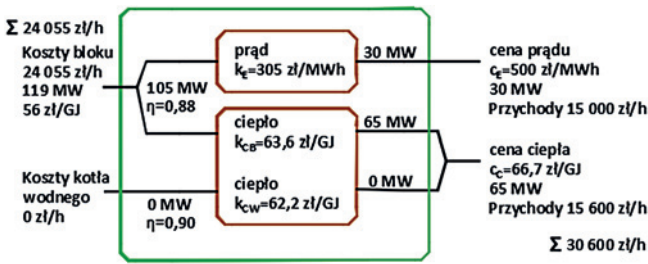 Σ 24 055 zł/h
Koszty bloku
24 055 zł/h
119 MW
56 zł/GJ
105 MW
η=0,88
prąd
kE=305 zł/MWh
30 MW
cena prądu
cE=500 zł/MWh
30 MW
Przychody 15 000 zł/h
ciepło
kCB=63,6 zł/GJ
65 MW
Koszty kotła
wodnego
0 zł/h
0 MW
η=0,90
ciepło
kCW=62,2 zł/GJ
0 MW
cena ciepła
cC=66,7 zł/GJ
65 MW
Przychody 15 600 zł/h
Σ 30 600 zł/h